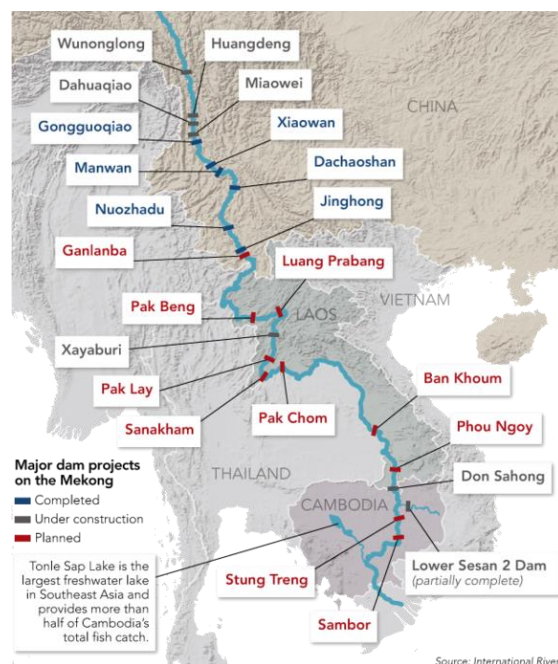 Wunonglong
Huangdeng
Dahuaqiao
Miaowei
CHINA
Gongguoqiao
Xiaowan
Manwan
Dachaoshan
Nuozhadu
Jinghong
Ganlanba
Luang Prabang
VIETNAM
Pak Beng
LAOS
Xayaburi
Pak Lay
Ban Khoum
Sanakham
Pak Chom
Phou Ngoy
Major dam projects
on the Mekong
Completed
Under construction
Planned
THAILAND
Don Sahong
CAMBODIA
Tonle Sap Lake is the
largest freshwater lake
in Southeast Asia and
provides more than
half of Cambodia's
total fish catch.
Stung Treng
Lower Sesan 2 Dam
(partially complete)
Sambor
Source: International River